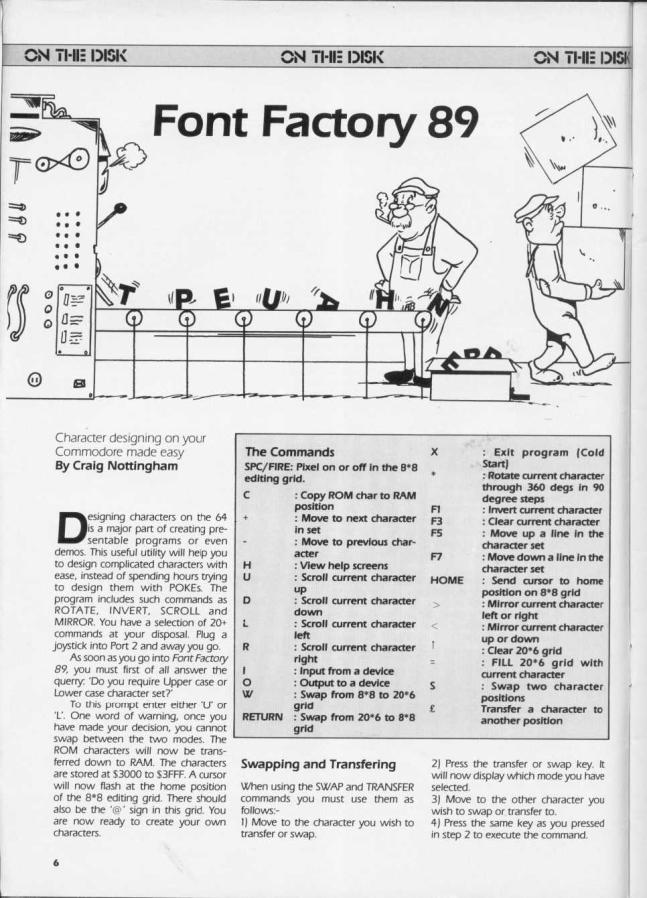 ON THE DISK
ON THE DISK
ON THE DISK
Font Factory 89
T P E U A H N
E D D
L
Character designing on your
Commodore made easy
By Craig Nottingham
Designing characters on the 64
is a major part of creating pre-
sentable programs or even
demos. This useful utility will help you
to design complicated characters with
ease, instead of spending hours trying
to design them with POKEs. The
program includes such commands as
ROTATE, INVERT, SCROLL and
MIRROR. You have a selection of 20+
commands at your disposal. Plug a
joystick into Port 2 and away you go.
As soon as you go into Font Factory
89, you must first of all answer the
querry: 'Do you require Upper case or
Lower case character set?'
To this prompt enter either 'U' or
'L'. One word of warning, once you
have made your decision, you cannot
swap between the two modes. The
ROM characters will now be trans-
ferred down to RAM. The characters
are stored at $3000 to $3FFF. A cursor
will now flash at the home position
of the 8*8 editing grid. There should
also be the '@' sign in this grid. You
are now ready to create your own
characters.
The Commands
SPC/FIRE: Pixel on or off in the 8*8
editing grid.
C : Copy ROM char to RAM
position
+ : Move to next character
in set
- : Move to previous char-
acter
H : View help screens
U : Scroll current character
up
D : Scroll current character
down
L : Scroll current character
left
R : Scroll current character
right
I : Input from a device
O : Output to a device
W : Swap from 8*8 to 20*6
grid
RETURN : Swap from 20*6 to 8*8
grid
X : Exit program (Cold
Start)
* : Rotate current character
through 360 degs in 90
degree steps
F1 : Invert current character
F3 : Clear current character
F5 : Move up a line in the
character set
F7 : Move down a line in the
character set
HOME : Send cursor to home
position on 8*8 grid
> : Mirror current character
left or right
< : Mirror current character
up or down
↑ : Clear 20*6 grid
= : FILL 20*6 grid with
current character
S : Swap two character
positions
£ Transfer a character to
another position
Swapping and Transfering
When using the SWAP and TRANSFER
commands you must use them as
follows:-
1) Move to the character you wish to
transfer or swap.
2) Press the transfer or swap key. It
will now display which mode you have
selected.
3) Move to the other character you
wish to swap or transfer to.
4) Press the same key as you pressed
in step 2 to execute the command.
6